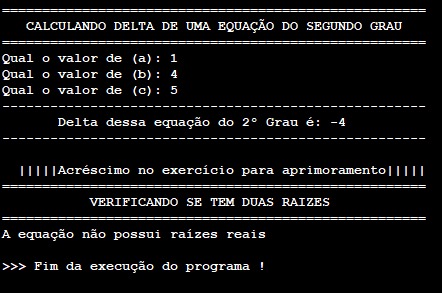 =====================================================
CALCULANDO DELTA DE UMA EQUAÇÃO DO SEGUNDO GRAU
=====================================================
Qual o valor de (a): 1
Qual o valor de (b): 4
Qual o valor de (c): 5
-----------------------------------------------------
Delta dessa equação do 2º Grau é: -4
-----------------------------------------------------
|||||Acréscimo no exercício para aprimoramento|||||
=====================================================
VERIFICANDO SE TEM DUAS RAIZES
=====================================================
A equação não possui raízes reais
>>> Fim da execução do programa !